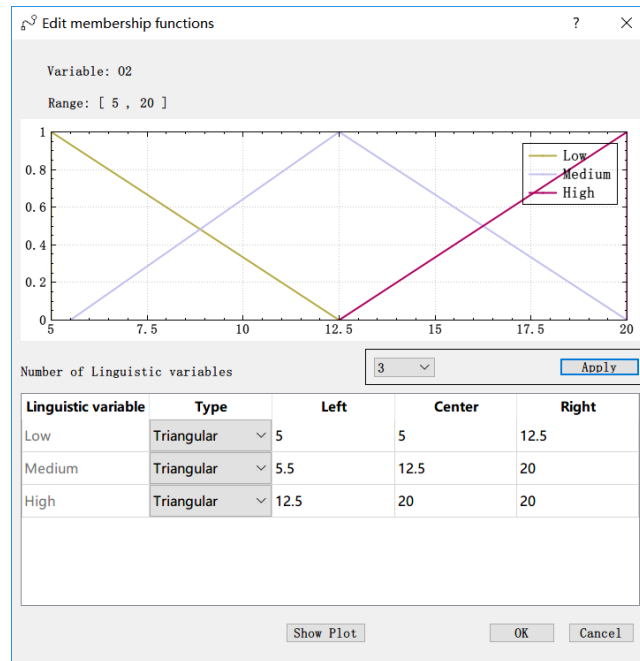 Edit membership functions ? ×
Variable: O2
Range: [ 5 , 20 ]
1
0.8
0.6
0.4
0.2
0
5 7.5 10 12.5 15 17.5 20
Low
Medium
High
Number of Linguistic variables 3 Apply
Linguistic variable Type Left Center Right
Low Triangular 5 5 12.5
Medium Triangular 5.5 12.5 20
High Triangular 12.5 20 20
Show Plot OK Cancel